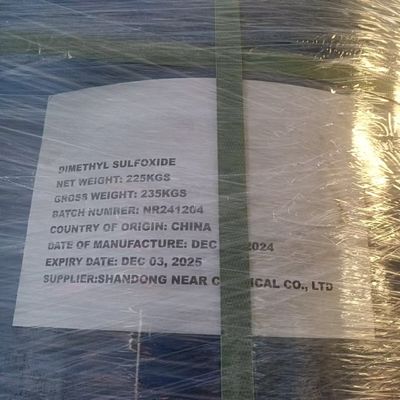 DIMETHYL SULFOXIDE
NET WEIGHT: 225KGS
GROSS WEIGHT: 235KGS
BATCH NUMBER: NR241204
COUNTRY OF ORIGIN: CHINA
DATE OF MANUFACTURE: DEC 2024
EXPIRY DATE: DEC 03, 2025
SUPPLIER:SHANDONG NEAR CO., LTD